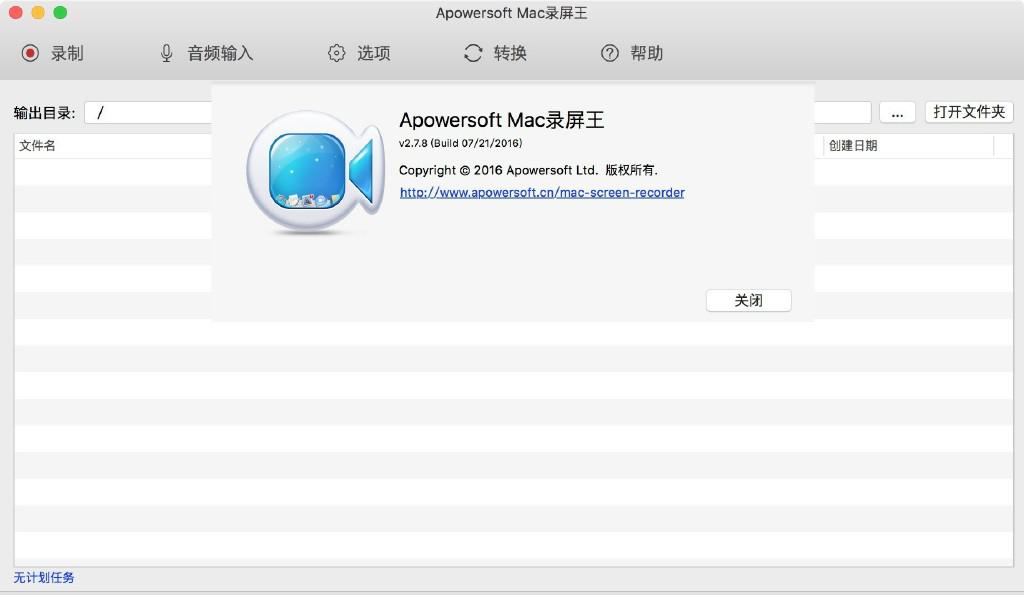 Apowersoft Mac录屏王
录制 音频输入 选项 转换 帮助
输出目录: / ... 打开文件夹
文件名 创建日期
Apowersoft Mac录屏王
v2.7.8 (Build 07/21/2016)
Copyright © 2016 Apowersoft Ltd. 版权所有.
http://www.apowersoft.cn/mac-screen-recorder
关闭
无计划任务